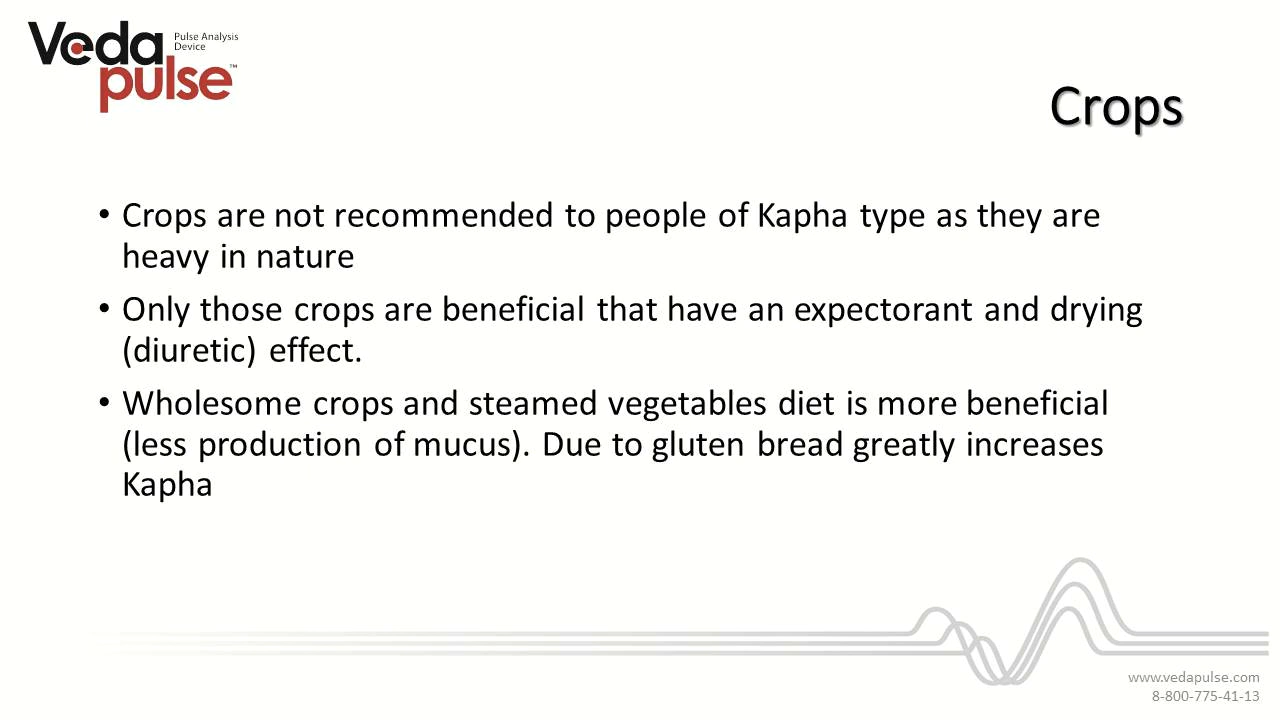 Veda
Pulse Analysis
Device
pulse™
Crops
• Crops are not recommended to people of Kapha type as they are
heavy in nature
• Only those crops are beneficial that have an expectorant and drying
(diuretic) effect.
• Wholesome crops and steamed vegetables diet is more beneficial
(less production of mucus). Due to gluten bread greatly increases
Kapha
www.vedapulse.com
8-800-775-41-13